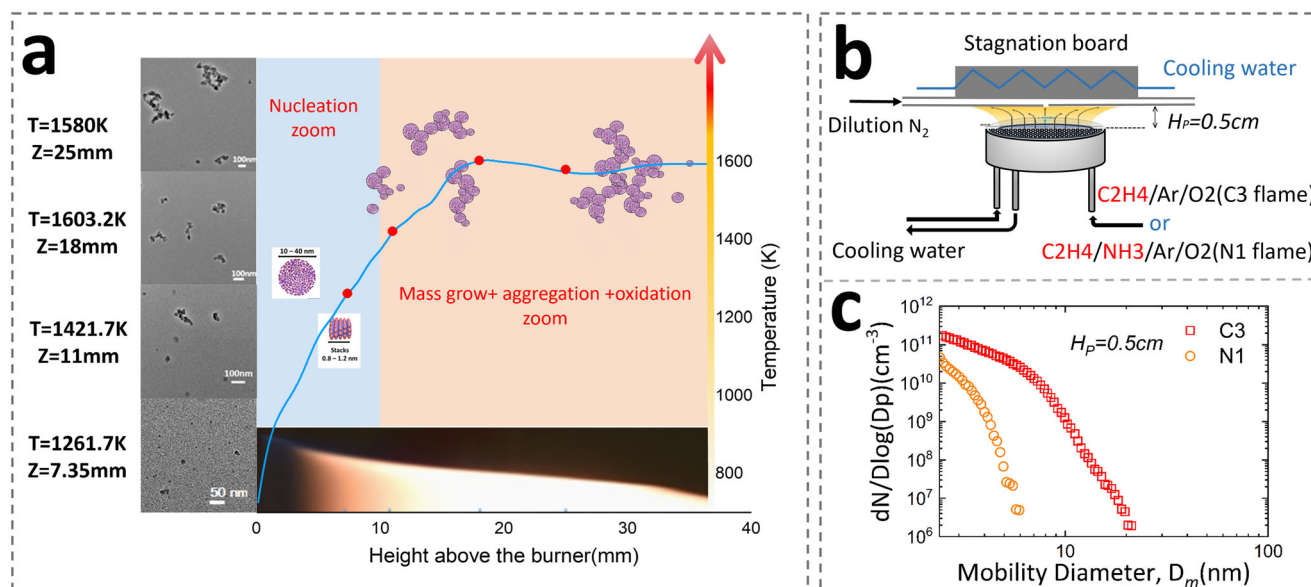 a
T=1580K
Z=25mm
T=1603.2K
Z=18mm
T=1421.7K
Z=11mm
T=1261.7K
Z=7.35mm
100nm
100nm
100nm
50 nm
Nucleation
zoom
10 – 40 nm
Stacks
0.8 – 1.2 nm
Mass grow+ aggregation +oxidation
zoom
1600
1400
1200
1000
800
Temperature (K)
0
10
20
30
40
Height above the burner(mm)
b
Stagnation board
Cooling water
Dilution N2
HP=0.5cm
C2H4/Ar/O2(C3 flame)
or
Cooling water
C2H4/NH3/Ar/O2(N1 flame)
c
10^12
10^11
10^10
10^9
10^8
10^7
10^6
dN/Dlog(Dp)(cm^-3)
HP=0.5cm
C3
N1
10
100
Mobility Diameter, Dm(nm)